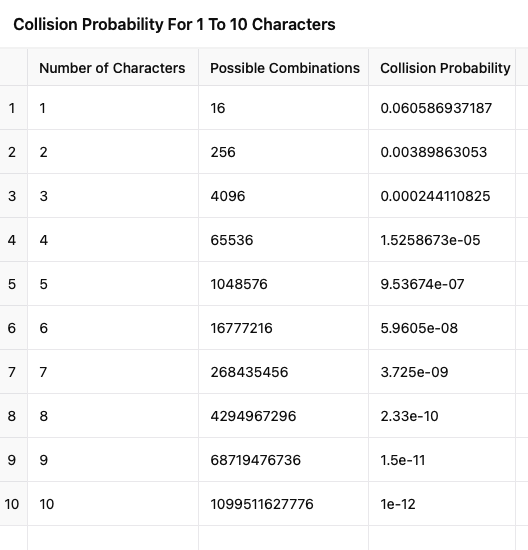 Collision Probability For 1 To 10 Characters
Number of Characters Possible Combinations Collision Probability
1 1 16 0.060586937187
2 2 256 0.00389863053
3 3 4096 0.000244110825
4 4 65536 1.5258673e-05
5 5 1048576 9.53674e-07
6 6 16777216 5.9605e-08
7 7 268435456 3.725e-09
8 8 4294967296 2.33e-10
9 9 68719476736 1.5e-11
10 10 1099511627776 1e-12